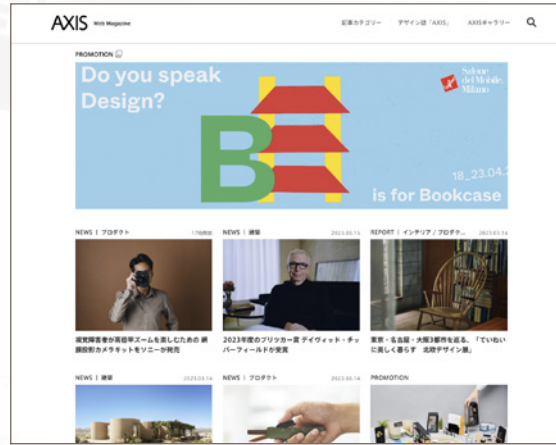 AXIS Web Magazine
記事カテゴリー デザイン誌「AXIS」 AXISギャラリー
PROMOTION
Do you speak
Design?
Salone
del Mobile.
Milano
B
18_23.04.2
is for Bookcase
NEWS | プロダクト
NEWS | 建築 2023.03.15
REPORT | インテリア / プロダク... 2023.03.14
視覚障害者が高倍率ズームを楽しむための 網
膜投影カメラキットをソニーが発売
2023年度のプリツカー賞 デイヴィッド・チッ
パーフィールドが受賞
東京・名古屋・大阪3都市を巡る、「ていねい
に美しく暮らす 北欧デザイン展」
NEWS | 建築 2023.03.14
NEWS | プロダクト 2023.03.14
PROMOTION